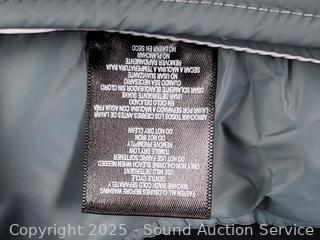 FASTEN ALL CLOSURES BEFORE WASHING
MACHINE WASH COLD SEPARATELY
GENTLE CYCLE
ONLY NON-CHLORINE BLEACH WHEN NEEDED
DO NOT USE FABRIC SOFTENER
TUMBLE DRY LOW
REMOVE PROMPTLY
DO NOT IRON
DO NOT DRY CLEAN
ABROCHAR TODOS LOS CIERRES ANTES DE LAVAR
LAVAR POR SEPARADO A MAQUINA CON AGUA FRIA
EN CICLO DELICADO
USAR DETERGENTE SUAVE
USAR SOLAMENTE BLANQUEADOR SIN CLORO
CUANDO SEA NECESARIO
NO USAR SUAVIZANTE
SECAR A MAQUINA A TEMPERATURA BAJA
REMOVER RAPIDAMENTE
NO PLANCHAR
NO LAVAR EN SECO
Copyright © 2025 - Sound Auction Service